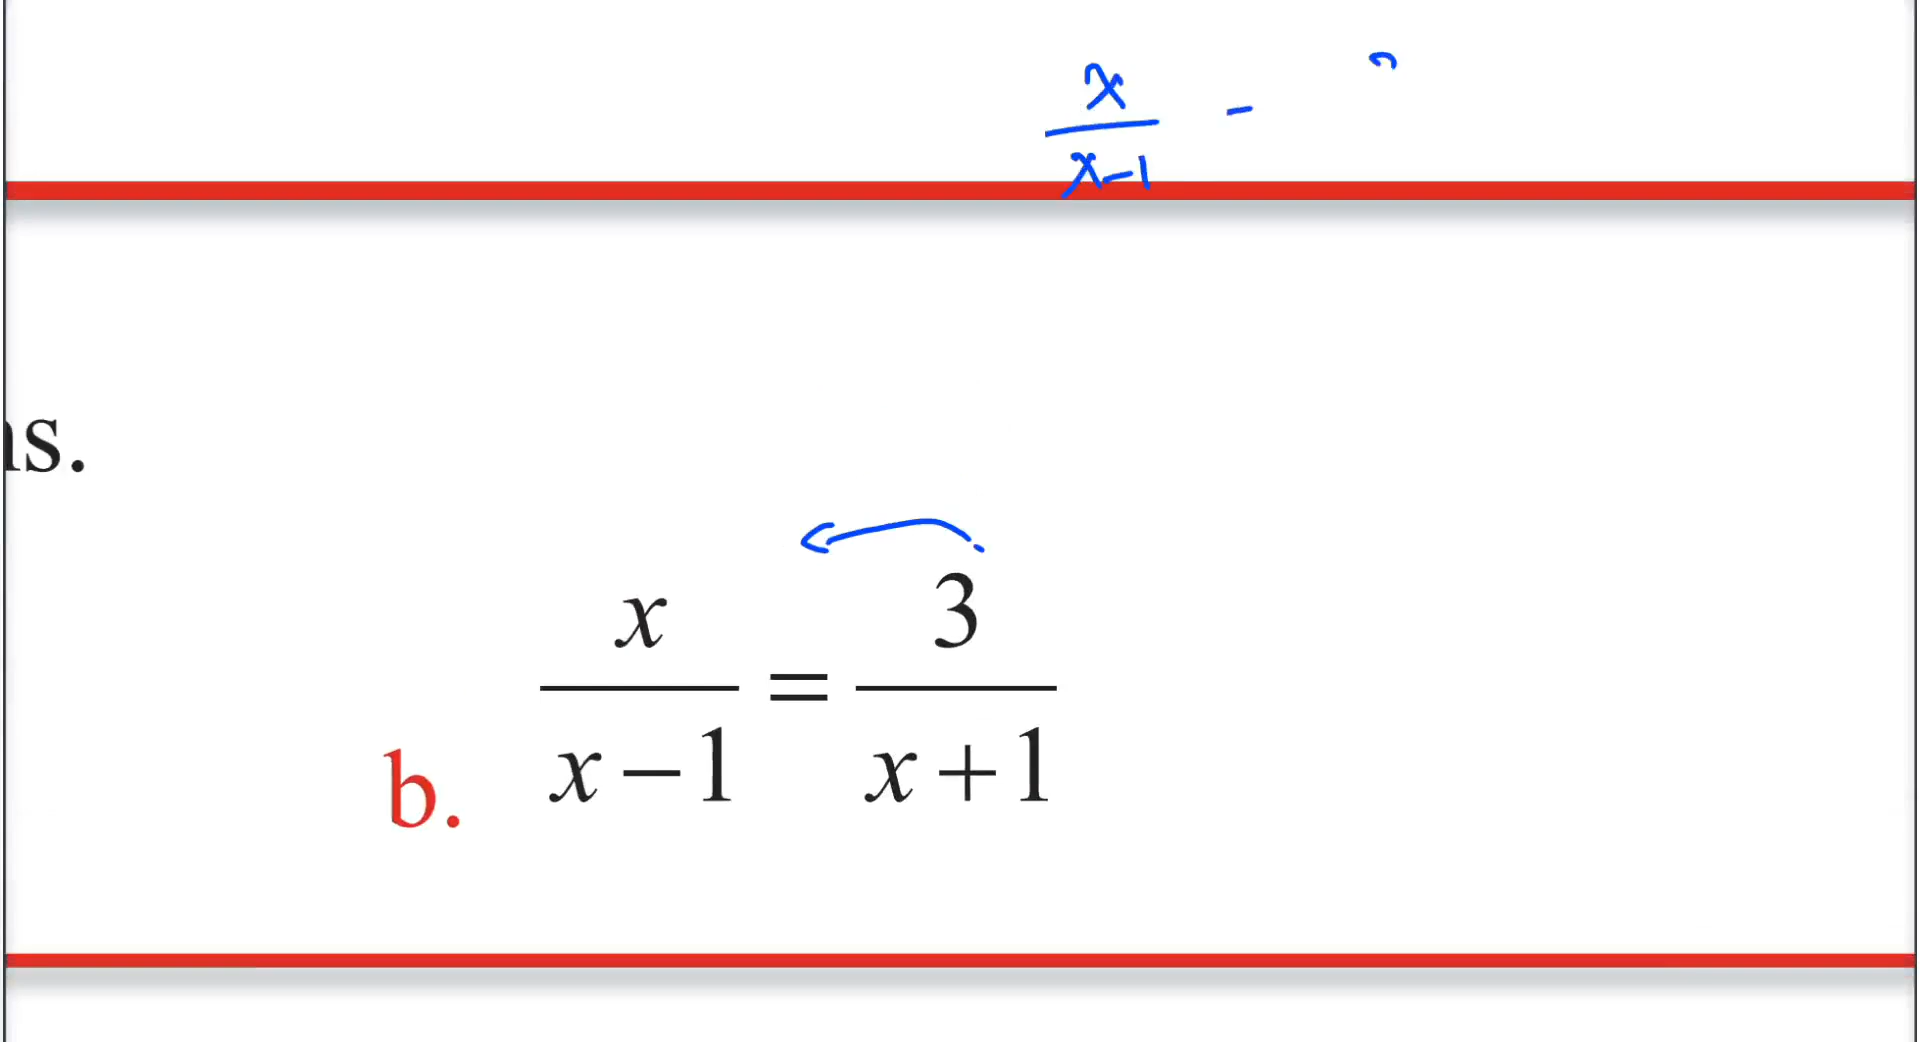 x/(x-1) -
s.
b. x/(x-1) = 3/(x+1)